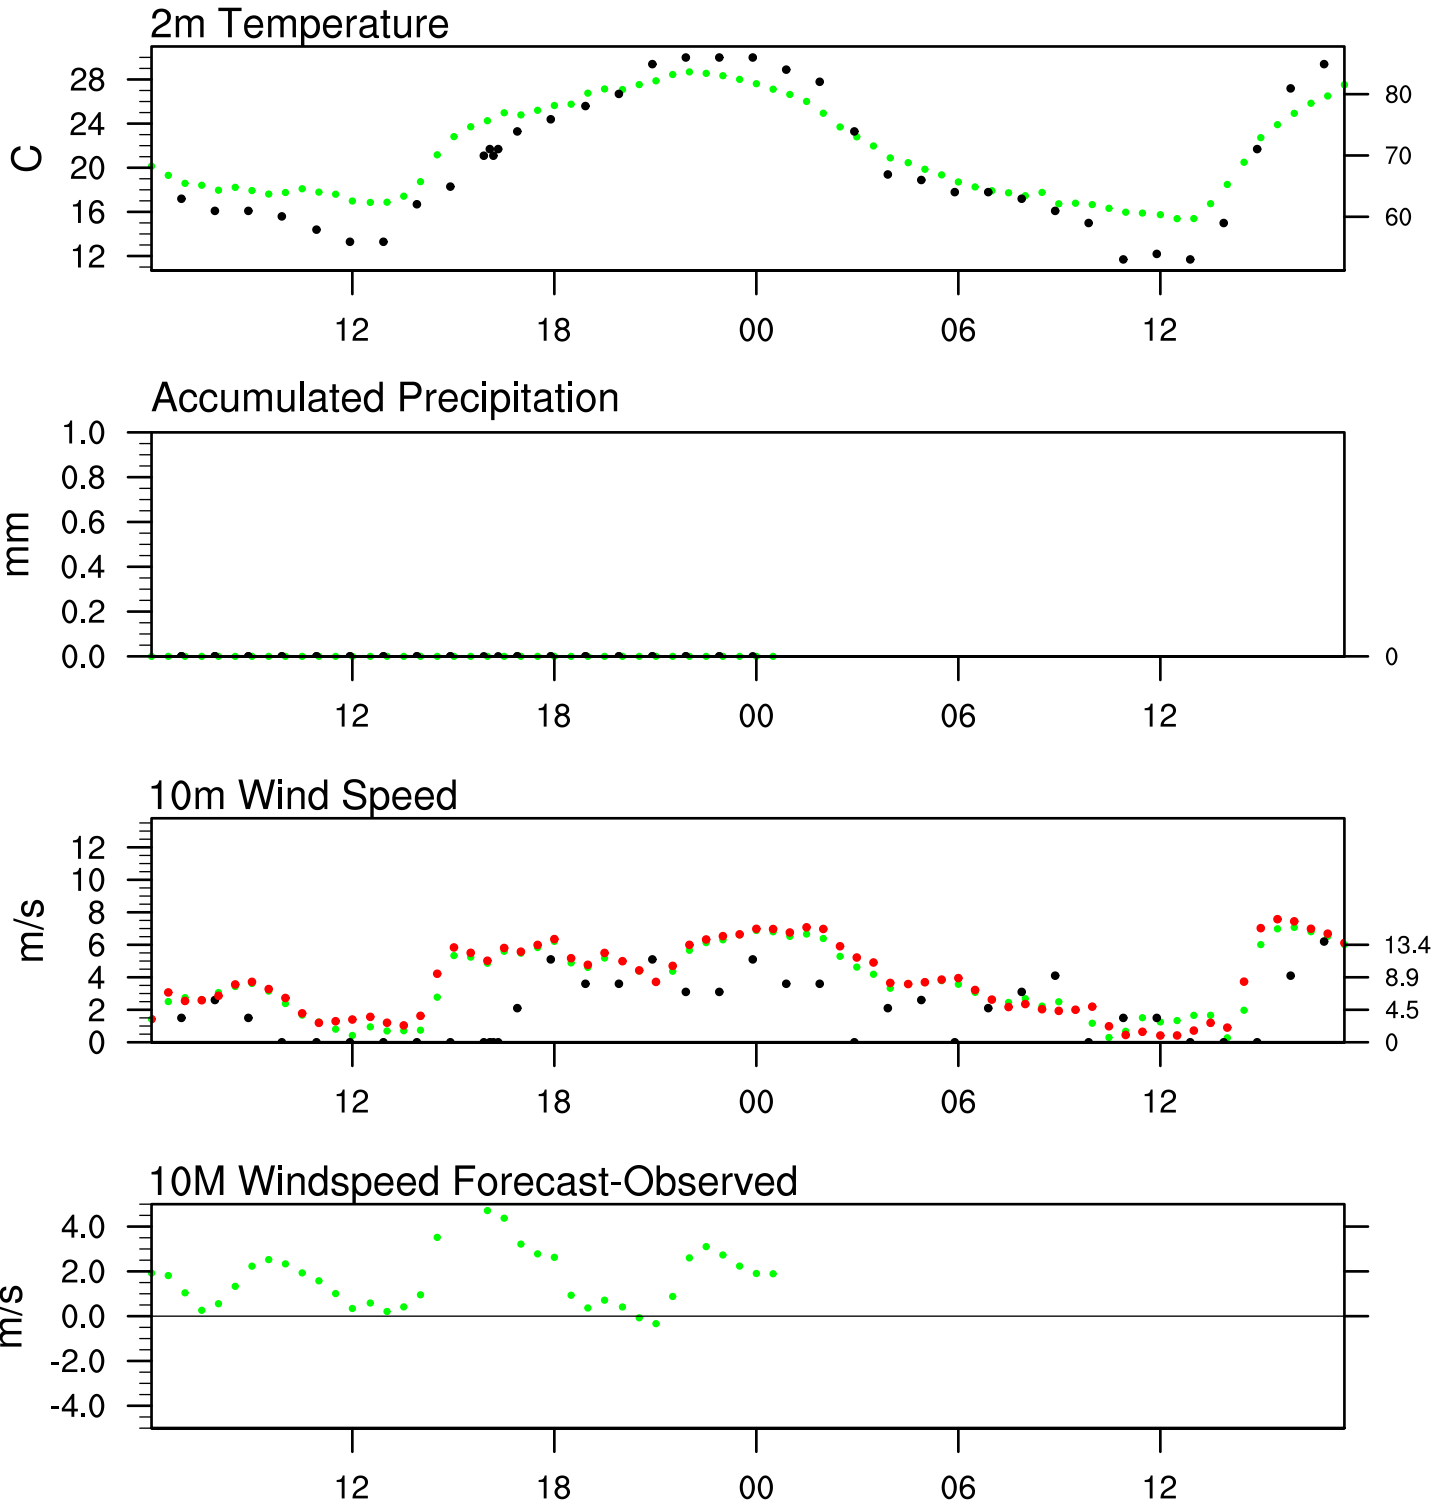 2m Temperature
28
24
20
16
12
C
80
70
60
12 18 00 06 12
Accumulated Precipitation
1.0
0.8
0.6
0.4
0.2
0.0
mm
0
12 18 00 06 12
10m Wind Speed
12
10
8
6
4
2
0
m/s
13.4
8.9
4.5
0
12 18 00 06 12
10M Windspeed Forecast-Observed
4.0
2.0
0.0
-2.0
-4.0
m/s
12 18 00 06 12